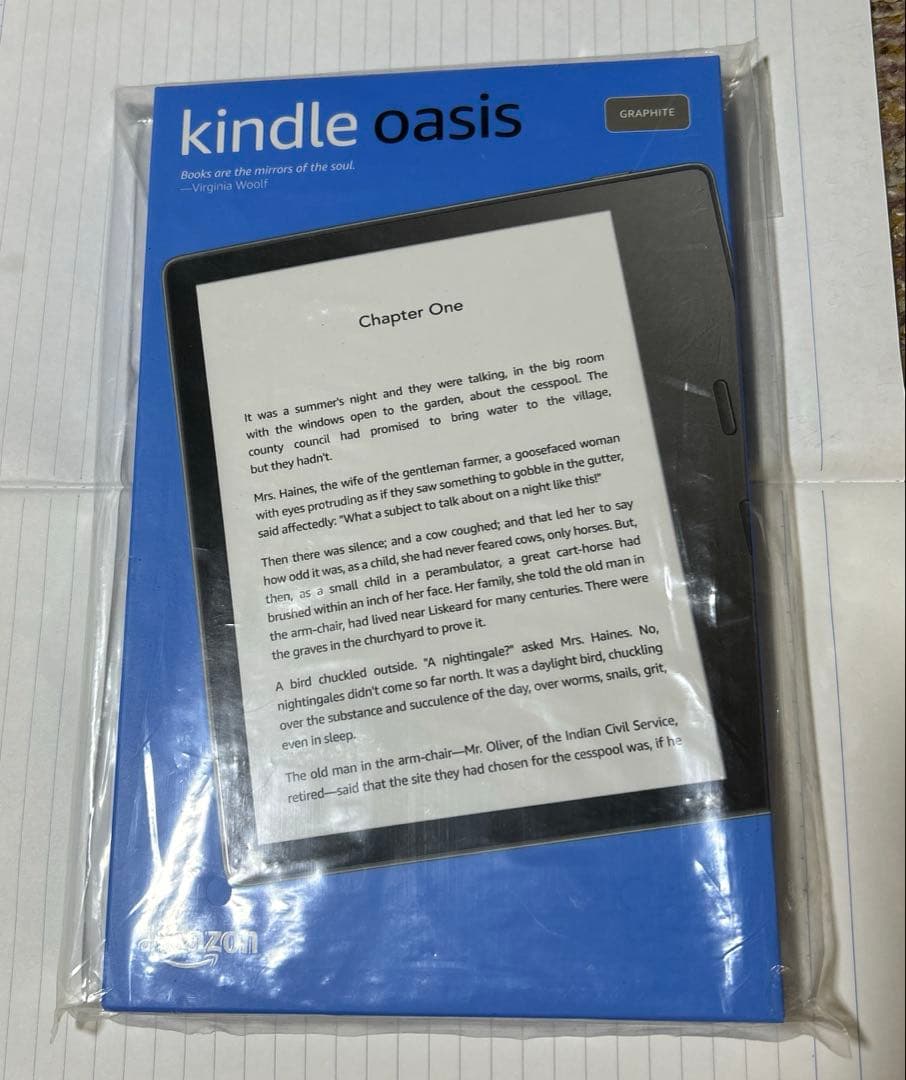 kindle oasis
GRAPHITE
Books are the mirrors of the soul.
—Virginia Woolf
Chapter One
It was a summer's night and they were talking, in the big room
with the windows open to the garden, about the cesspool. The
county council had promised to bring water to the village,
but they hadn't.
Mrs. Haines, the wife of the gentleman farmer, a goosefaced woman
with eyes protruding as if they saw something to gobble in the gutter,
said affectedly: "What a subject to talk about on a night like this!"
Then there was silence; and a cow coughed; and that led her to say
how odd it was, as a child, she had never feared cows, only horses. But,
then, as a small child in a perambulator, a great cart-horse had
brushed within an inch of her face. Her family, she told the old man in
the arm-chair, had lived near Liskeard for many centuries. There were
the graves in the churchyard to prove it.
A bird chuckled outside. "A nightingale?" asked Mrs. Haines. No,
nightingales didn't come so far north. It was a daylight bird, chuckling
over the substance and succulence of the day, over worms, snails, grit,
even in sleep.
The old man in the arm-chair—Mr. Oliver, of the Indian Civil Service,
retired—said that the site they had chosen for the cesspool was, if he
amazon